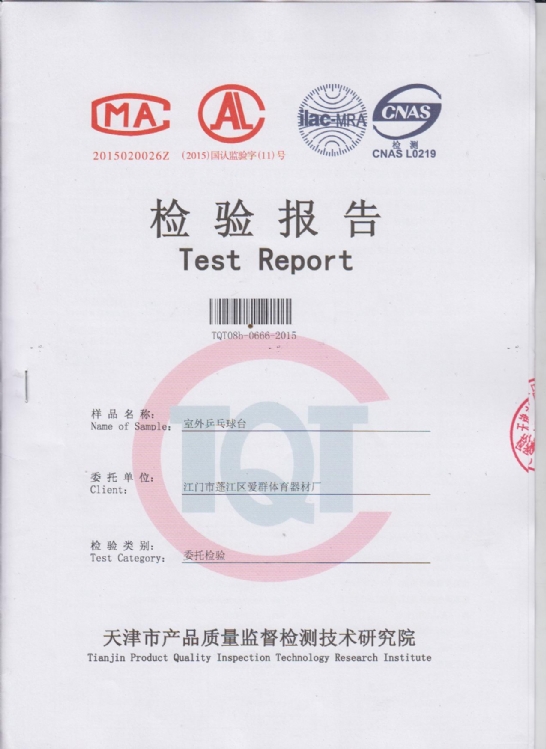 MA
AL
ilac-MRA
CNAS
检 测
CNAS L0219
2015020026Z
(2015)国认监验字(11)号
检验报告
Test Report
TQT08h-0666-2015
TQT
样品名称:
Name of Sample:
室外乒乓球台
委托单位:
Client:
江门市蓬江区爱群体育器材厂
检验类别:
Test Category:
委托检验
天津市产品质量监督检测技术研究院
Tianjin Product Quality Inspection Technology Research Institute